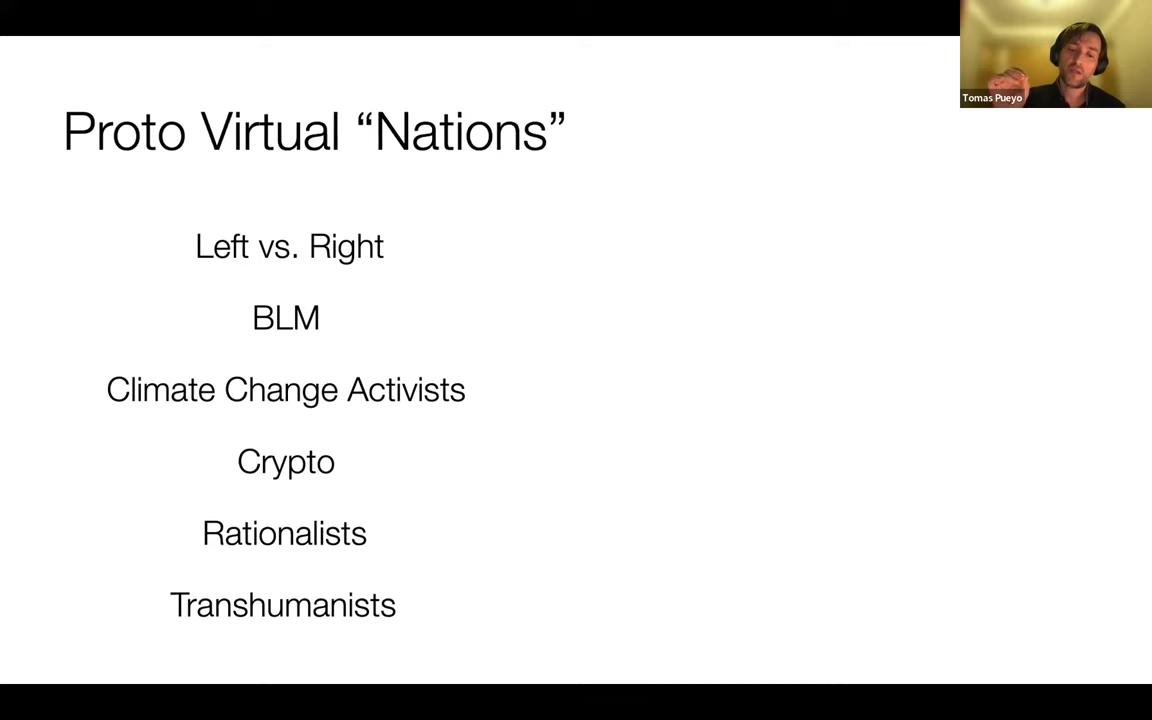 Tomas Pueyo
Proto Virtual “Nations”
Left vs. Right
BLM
Climate Change Activists
Crypto
Rationalists
Transhumanists